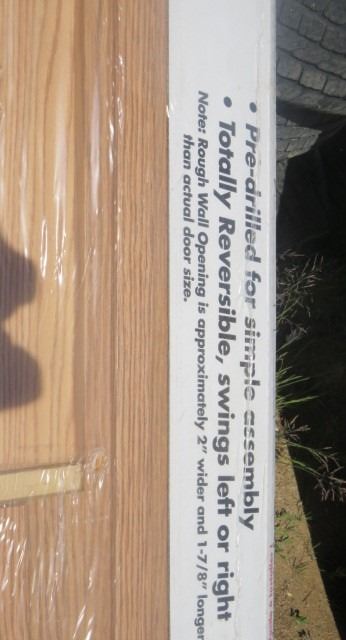 • Pre-drilled for simple assembly
• Totally Reversible, swings left or right
Note: Rough Wall Opening is approximately 2" wider and 1-7/8" longer
than actual door size.